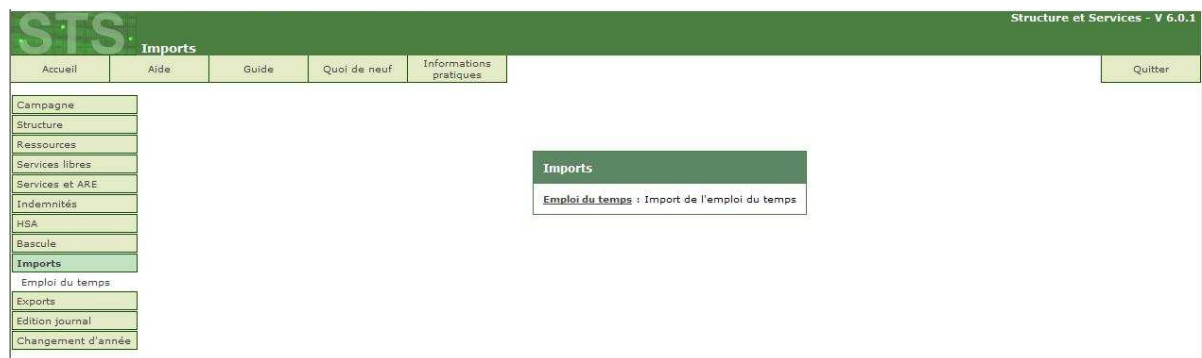 Structure et Services - V 6.0.1
STS
Imports
Accueil
Aide
Guide
Quoi de neuf
Informations
pratiques
Quitter
Campagne
Structure
Ressources
Services libres
Services et ARE
Indemnités
HSA
Bascule
Imports
Emploi du temps
Exports
Edition journal
Changement d'année
Imports
Emploi du temps : Import de l'emploi du temps